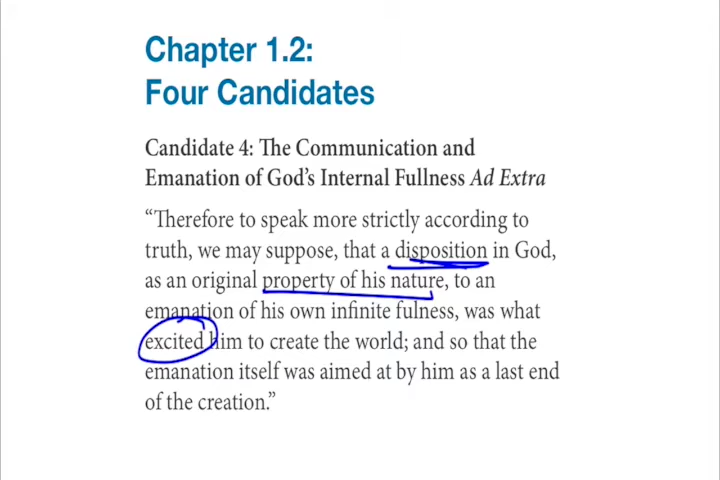 Chapter 1.2:
Four Candidates
Candidate 4: The Communication and
Emanation of God’s Internal Fullness Ad Extra
“Therefore to speak more strictly according to
truth, we may suppose, that a disposition in God,
as an original property of his nature, to an
emanation of his own infinite fulness, was what
excited him to create the world; and so that the
emanation itself was aimed at by him as a last end
of the creation.”